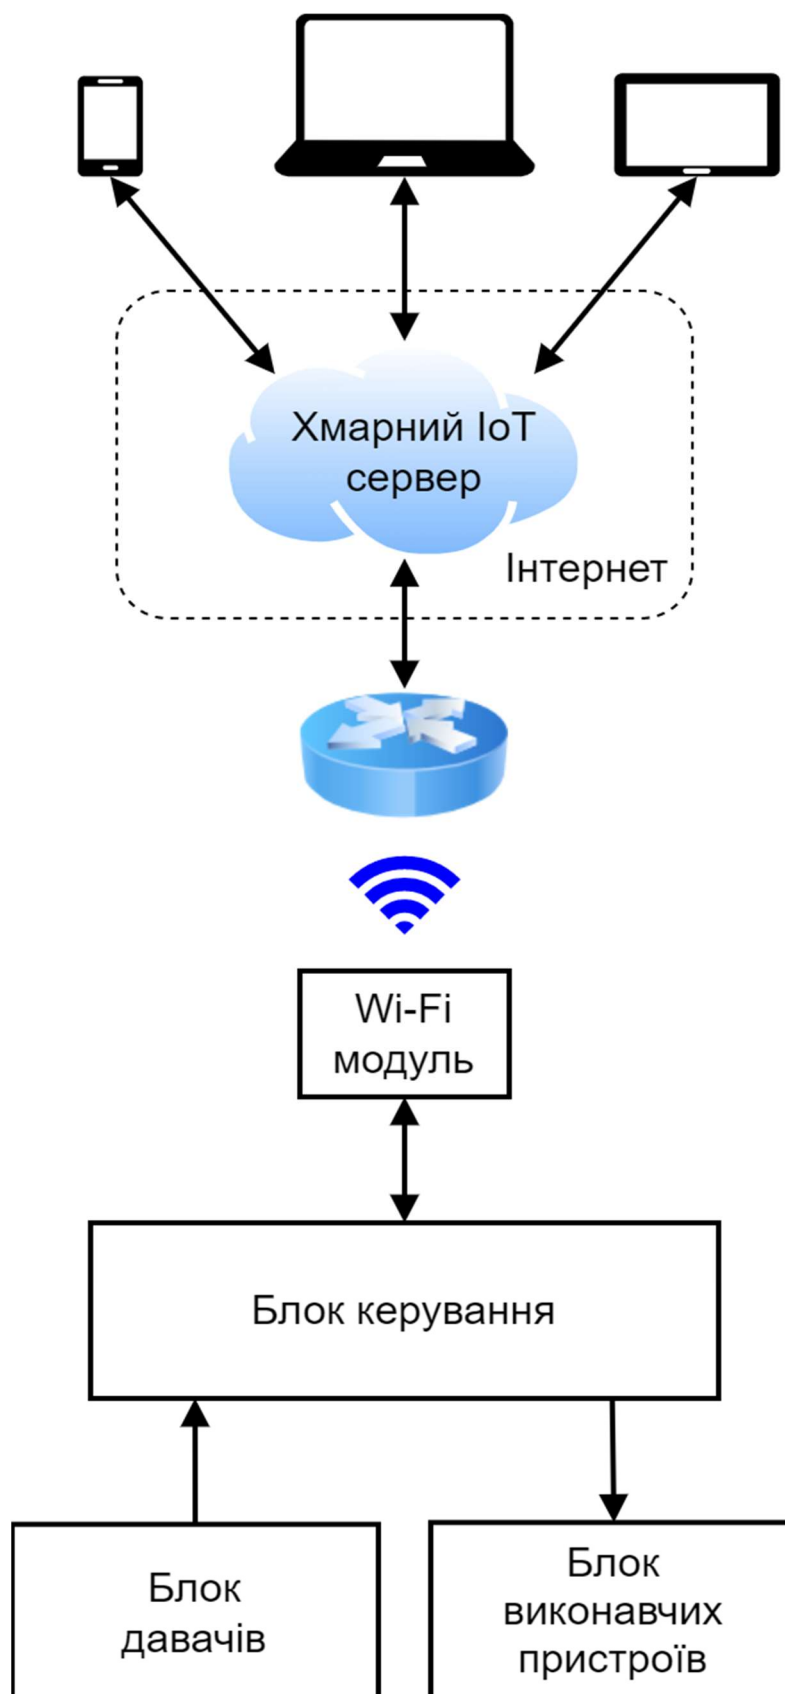 Хмарний IoT
сервер
Інтернет
Wi-Fi
модуль
Блок керування
Блок
давачів
Блок
виконавчих
пристроїв